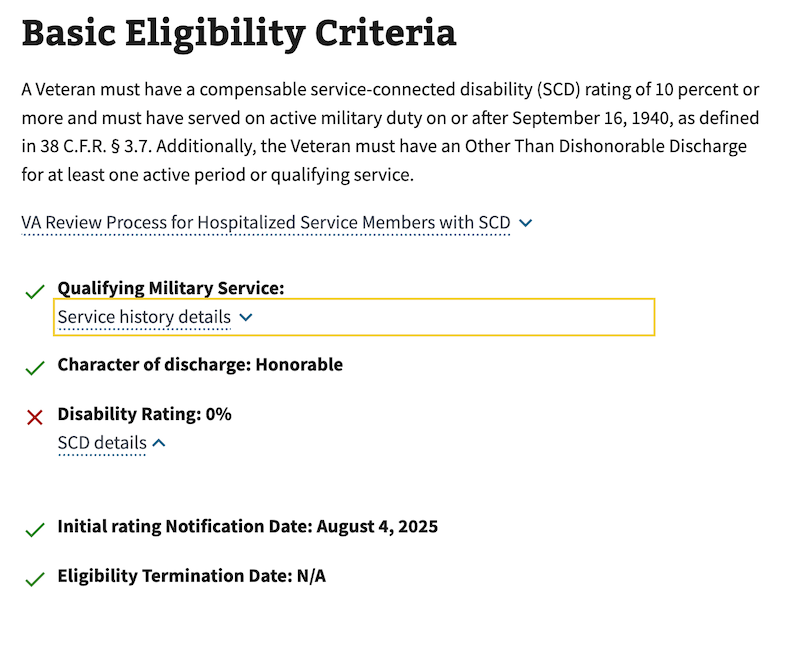 Basic Eligibility Criteria
A Veteran must have a compensable service-connected disability (SCD) rating of 10 percent or
more and must have served on active military duty on or after September 16, 1940, as defined
in 38 C.F.R. § 3.7. Additionally, the Veteran must have an Other Than Dishonorable Discharge
for at least one active period or qualifying service.
VA Review Process for Hospitalized Service Members with SCD
Qualifying Military Service:
Service history details
Character of discharge: Honorable
Disability Rating: 0%
SCD details
Initial rating Notification Date: August 4, 2025
Eligibility Termination Date: N/A